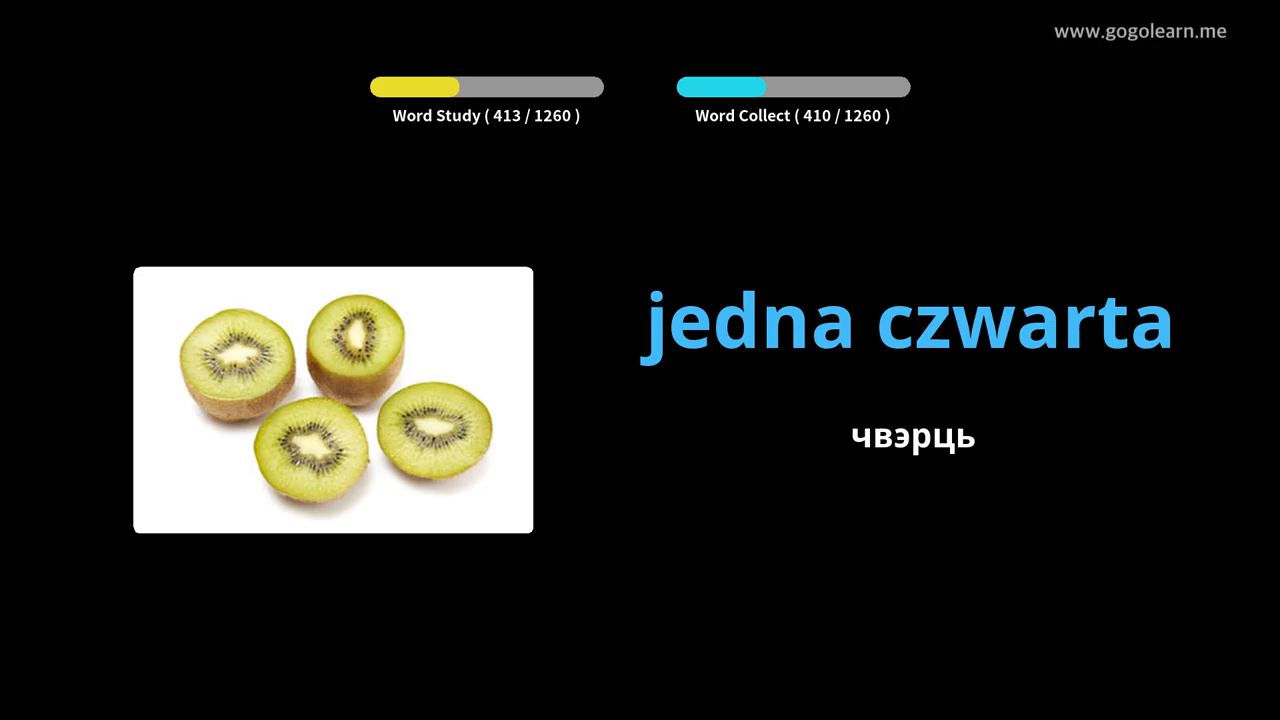 www.gogolearn.me
Word Study ( 413 / 1260 )
Word Collect ( 410 / 1260 )
jedna czwarta
чвэрць